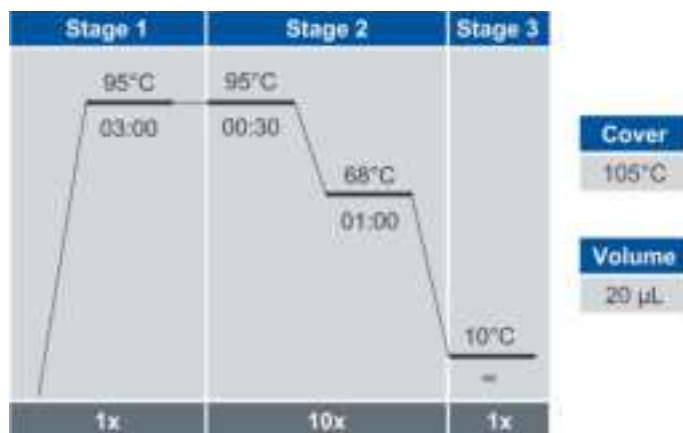 Stage 1
Stage 2
Stage 3
95°C
03:00
95°C
00:30
68°C
01:00
10°C
∞
1x
10x
1x
Cover
105°C
Volume
20 µL